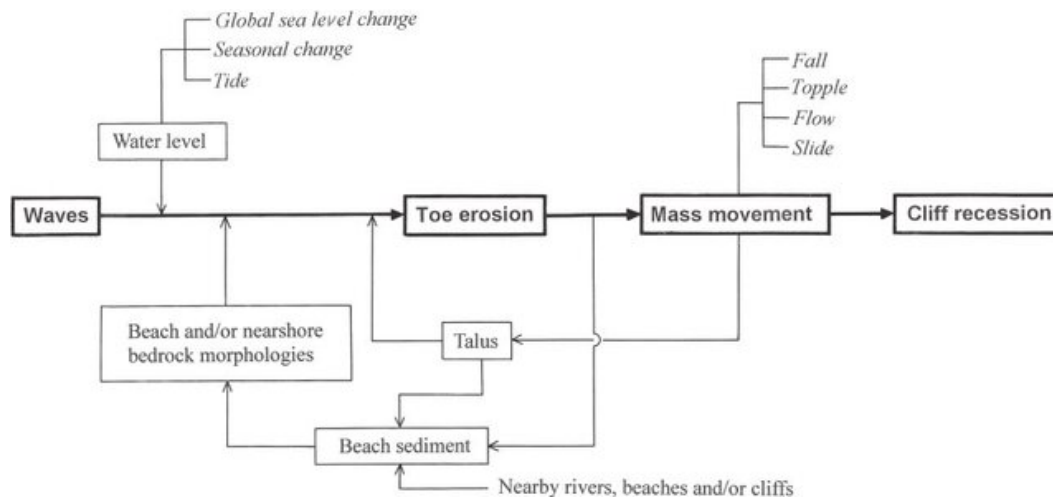 Global sea level change
Seasonal change
Tide
Water level
Fall
Topple
Flow
Slide
Waves
Toe erosion
Mass movement
Cliff recession
Beach and/or nearshore
bedrock morphologies
Talus
Beach sediment
Nearby rivers, beaches and/or cliffs